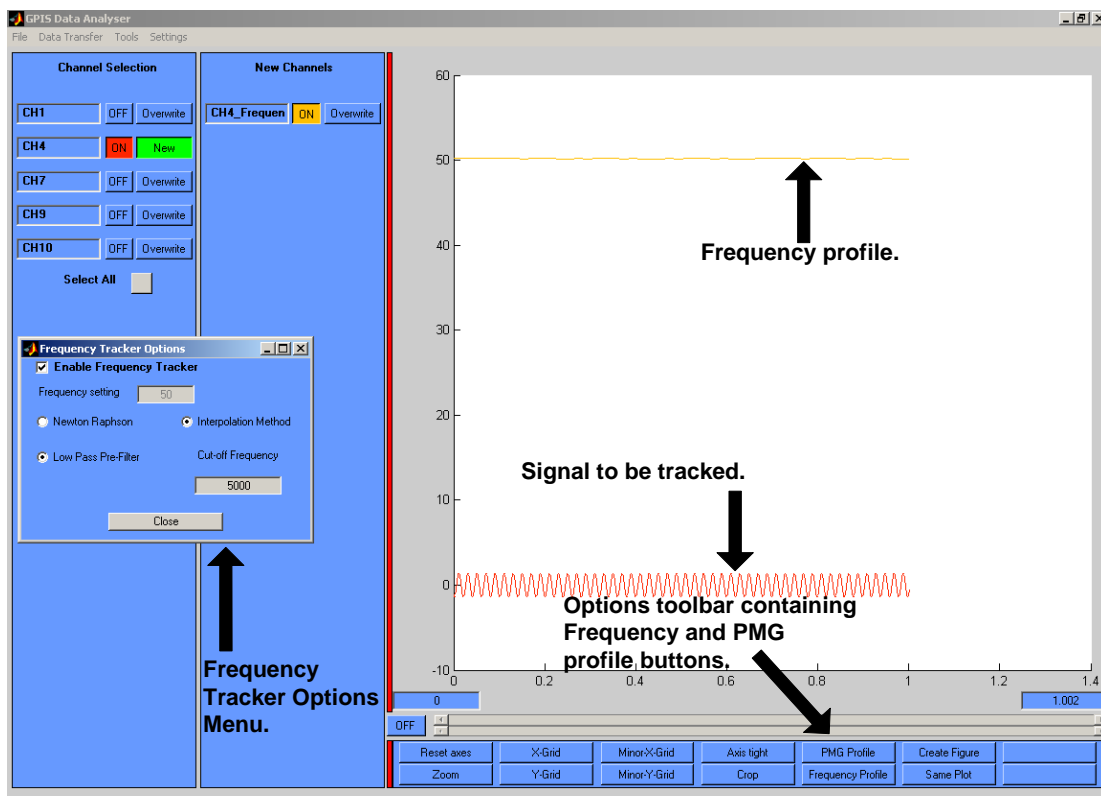 GPIS Data Analyser
File Data Transfer Tools Settings
Channel Selection
CH1 OFF Overwrite
CH4 ON New
CH7 OFF Overwrite
CH9 OFF Overwrite
CH10 OFF Overwrite
Select All
New Channels
CH4_Frequen ON Overwrite
Frequency Tracker Options
Enable Frequency Tracker
Frequency setting 50
Newton Raphson Interpolation Method
Low Pass Pre-Filter Cut-off Frequency
5000
Close
Frequency
Tracker Options
Menu.
60
50
40
30
20
10
0
-10
Frequency profile.
Signal to be tracked.
Options toolbar containing
Frequency and PMG
profile buttons.
0 0.2 0.4 0.6 0.8 1 1.2 1.4
0 1.002
OFF
Reset axes X-Grid Minor-X-Grid Axis tight PMG Profile Create Figure
Zoom Y-Grid Minor-Y-Grid Crop Frequency Profile Same Plot